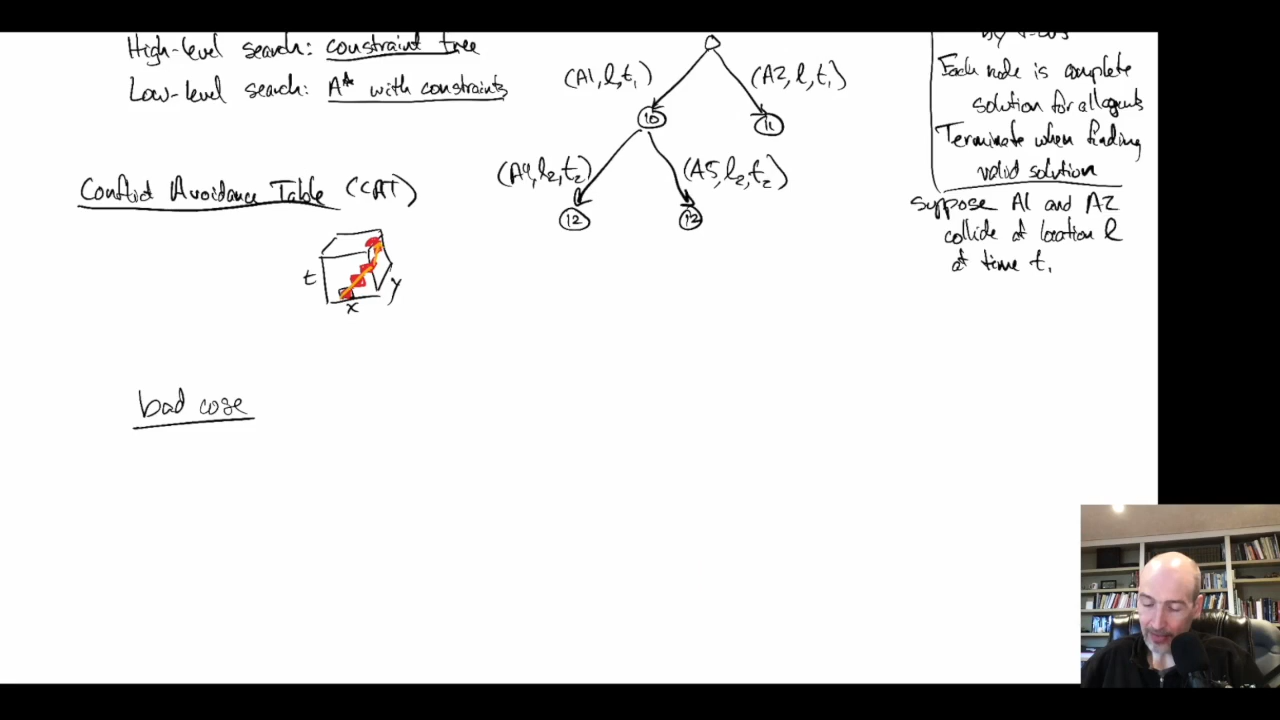 High-level search: constraint tree
Low-level search: A* with constraints
Conflict Avoidance Table (CAT)
t
x
y
bad case
(A1, l, t1)
(A2, l, t1)
10
11
(A4, l2, t2)
(A5, l2, t2)
12
12
Each node is complete
solution for all agents
Terminate when finding
valid solution
suppose A1 and A2
collide at location l
at time t1